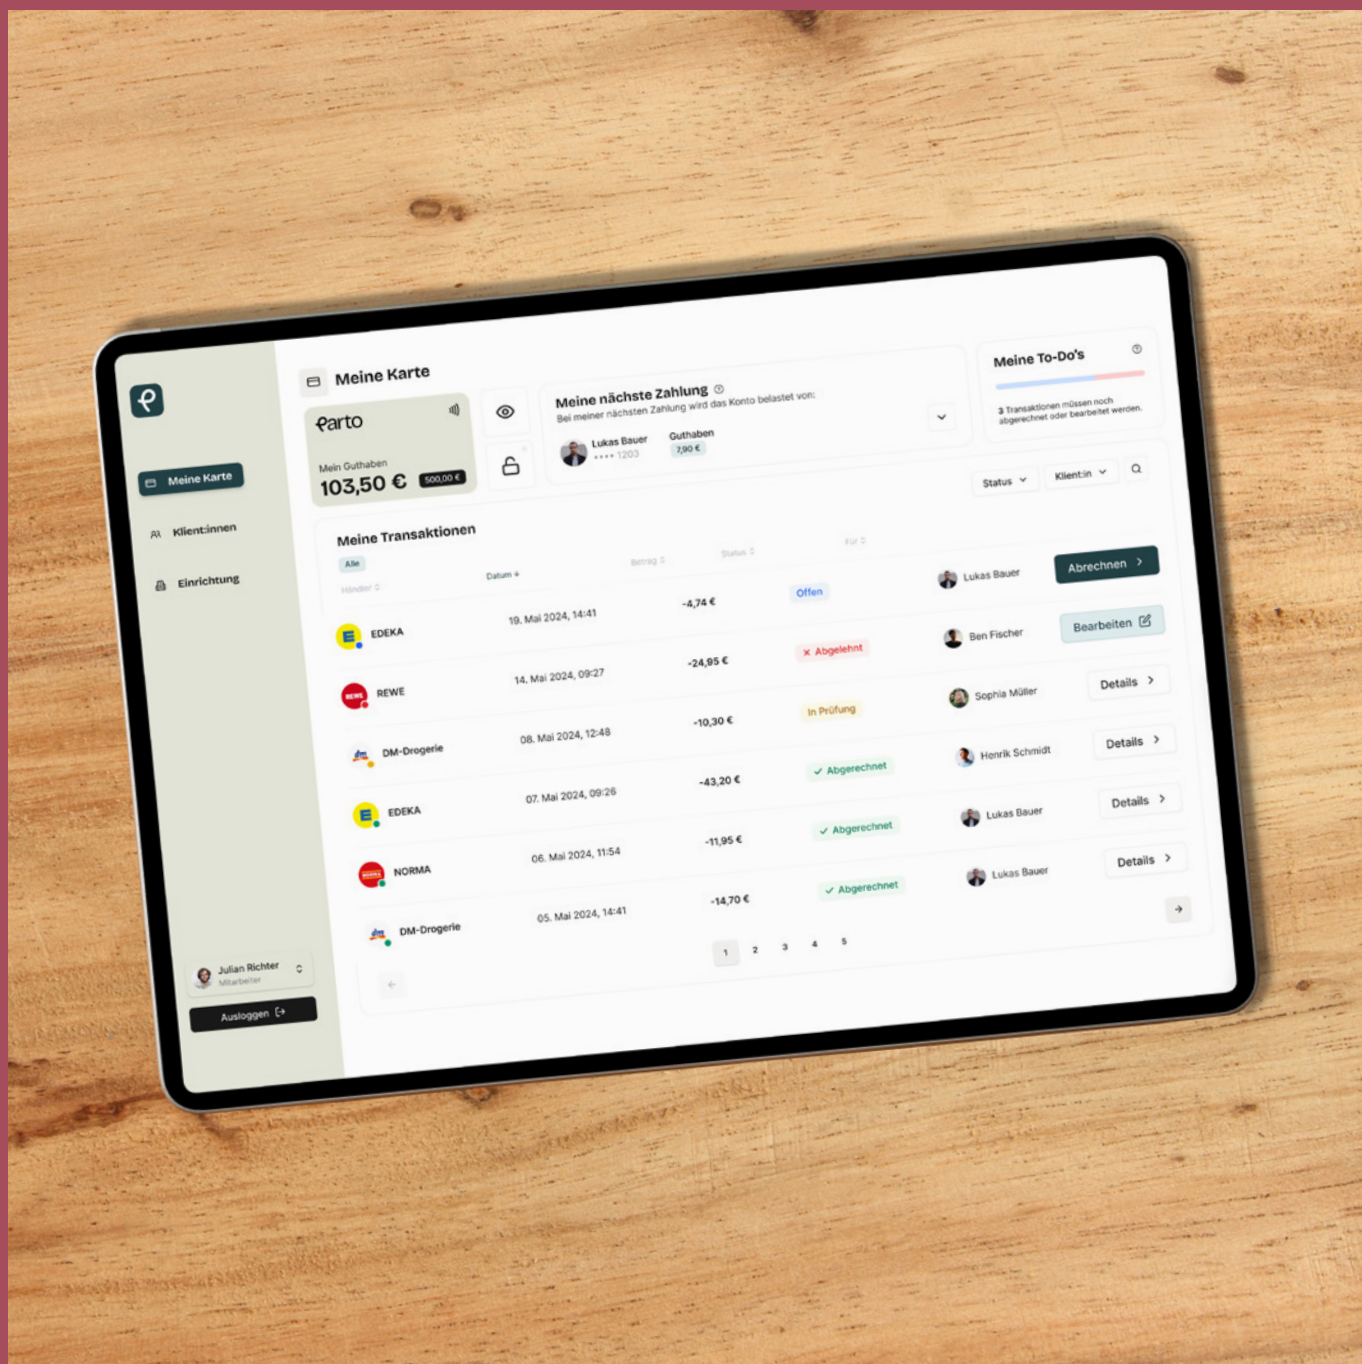 Meine Karte
Klient:innen
Einrichtung
Julian Richter
Mitarbeiter
Ausloggen
Meine Karte
Parto
Mein Guthaben
103,50 € 500,00 €
Meine nächste Zahlung
Bei meiner nächsten Zahlung wird das Konto belastet von:
Lukas Bauer
•••• 1203
Guthaben
7,90 €
Meine To-Do's
3 Transaktionen müssen noch
abgerechnet oder bearbeitet werden.
Meine Transaktionen
Status Klient:in
Alle
Händler Datum Betrag Status Für
EDEKA 19. Mai 2024, 14:41 -4,74 € Offen Lukas Bauer Abrechnen
REWE REWE 14. Mai 2024, 09:27 -24,95 € Abgelehnt Ben Fischer Bearbeiten
dm DM-Drogerie 08. Mai 2024, 12:48 -10,30 € In Prüfung Sophia Müller Details
EDEKA 07. Mai 2024, 09:26 -43,20 € Abgerechnet Henrik Schmidt Details
NORMA NORMA 06. Mai 2024, 11:54 -11,95 € Abgerechnet Lukas Bauer Details
dm DM-Drogerie 05. Mai 2024, 14:41 -14,70 € Abgerechnet Lukas Bauer Details
1 2 3 4 5